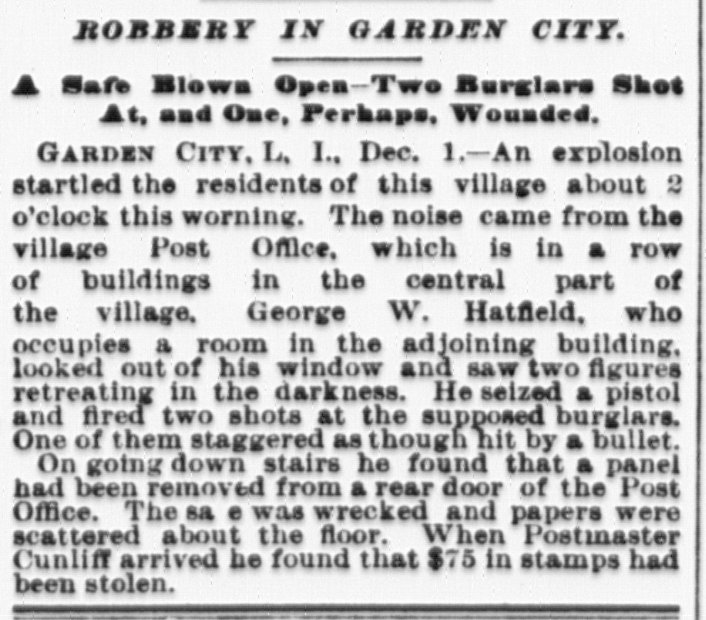 ROBBERY IN GARDEN CITY.
A Safe Blown Open—Two Burglars Shot
At, and One, Perhaps, Wounded.
GARDEN CITY, L. I., Dec. 1.—An explosion
startled the residents of this village about 2
o'clock this worning. The noise came from the
village Post Office, which is in a row
of buildings in the central part of
the village. George W. Hatfield, who
occupies a room in the adjoining building,
looked out of his window and saw two figures
retreating in the darkness. He seized a pistol
and fired two shots at the supposed burglars.
One of them staggered as though hit by a bullet.
On going down stairs he found that a panel
had been removed from a rear door of the Post
Office. The sa e was wrecked and papers were
scattered about the floor. When Postmaster
Cunliff arrived he found that $75 in stamps had
been stolen.